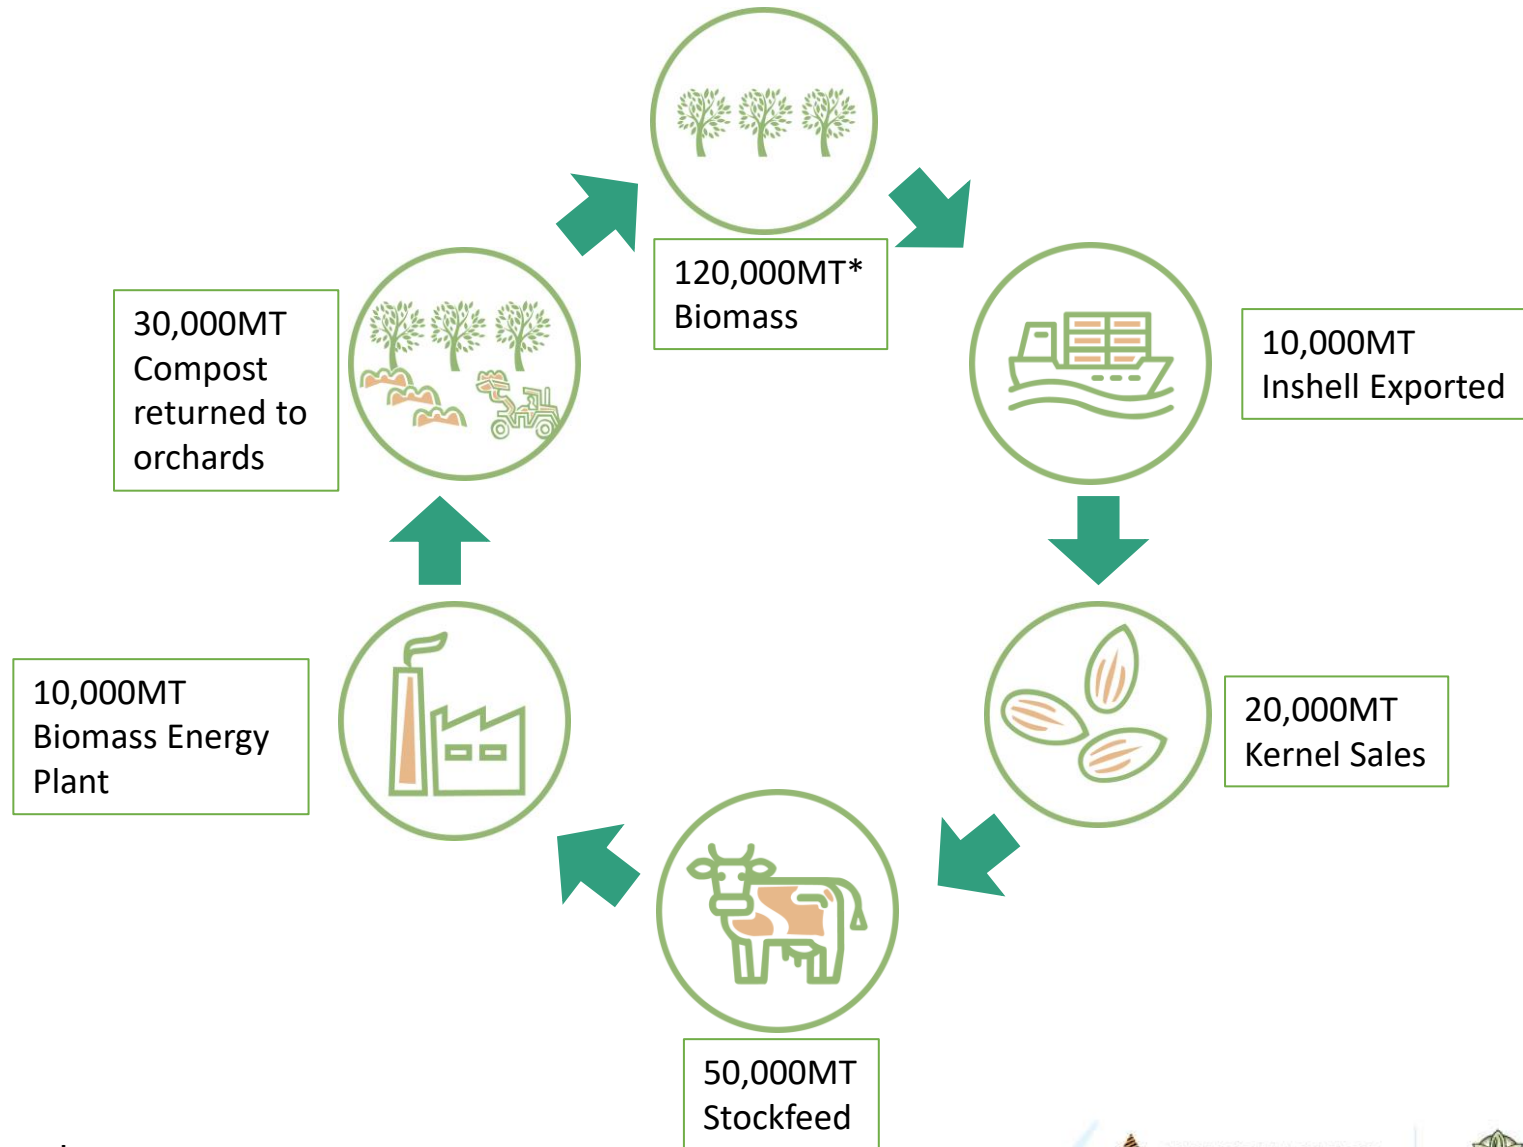 120,000MT*
Biomass
10,000MT
Inshell Exported
20,000MT
Kernel Sales
50,000MT
Stockfeed
10,000MT
Biomass Energy
Plant
30,000MT
Compost
returned to
orchards